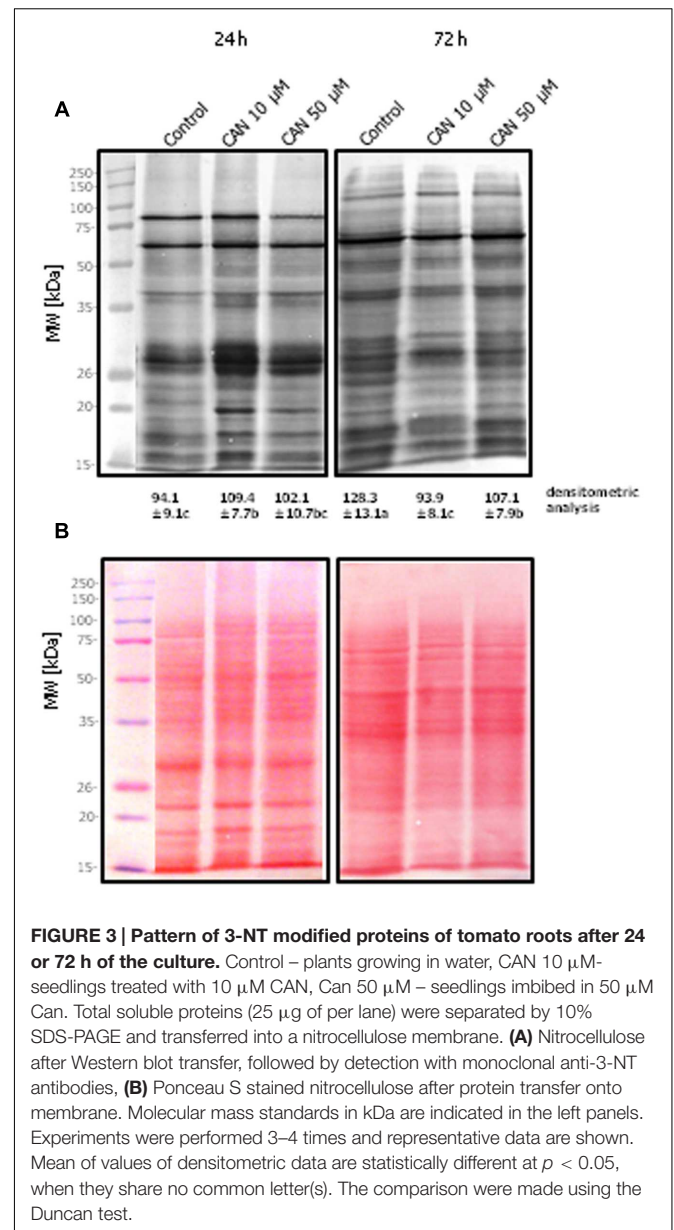 24h 72 h
A
Control CAN 10 µM CAN 50 µM Control CAN 10 µM CAN 50 µM
250-
150-
100-
75-
50-
35-
26-
20-
15-
MW [kDa]
94.1 109.4 102.1 128.3 93.9 107.1 densitometric
±9.1c ±7.7b ±10.7bc ±13.1a ±8.1c ±7.9b analysis
B
250-
150-
100-
75-
50-
35-
26-
20-
15-
MW [kDa]
FIGURE 3 | Pattern of 3-NT modified proteins of tomato roots after 24
or 72 h of the culture. Control – plants growing in water, CAN 10 µM-
seedlings treated with 10 µM CAN, Can 50 µM – seedlings imbibed in 50 µM
Can. Total soluble proteins (25 µg of per lane) were separated by 10%
SDS-PAGE and transferred into a nitrocellulose membrane. (A) Nitrocellulose
after Western blot transfer, followed by detection with monoclonal anti-3-NT
antibodies, (B) Ponceau S stained nitrocellulose after protein transfer onto
membrane. Molecular mass standards in kDa are indicated in the left panels.
Experiments were performed 3–4 times and representative data are shown.
Mean of values of densitometric data are statistically different at p < 0.05,
when they share no common letter(s). The comparison were made using the
Duncan test.